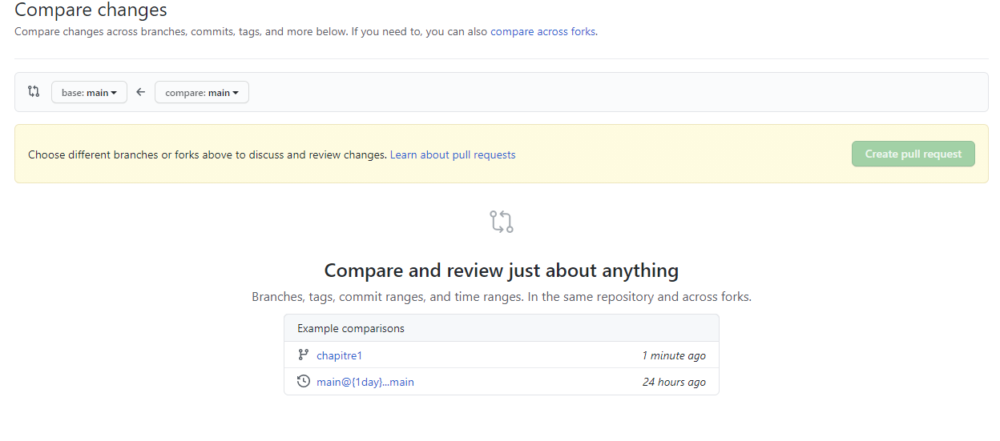 Compare changes
Compare changes across branches, commits, tags, and more below. If you need to, you can also compare across forks.
base: main
compare: main
Choose different branches or forks above to discuss and review changes. Learn about pull requests
Create pull request
Compare and review just about anything
Branches, tags, commit ranges, and time ranges. In the same repository and across forks.
Example comparisons
chapitre1 1 minute ago
main@{1day}...main 24 hours ago